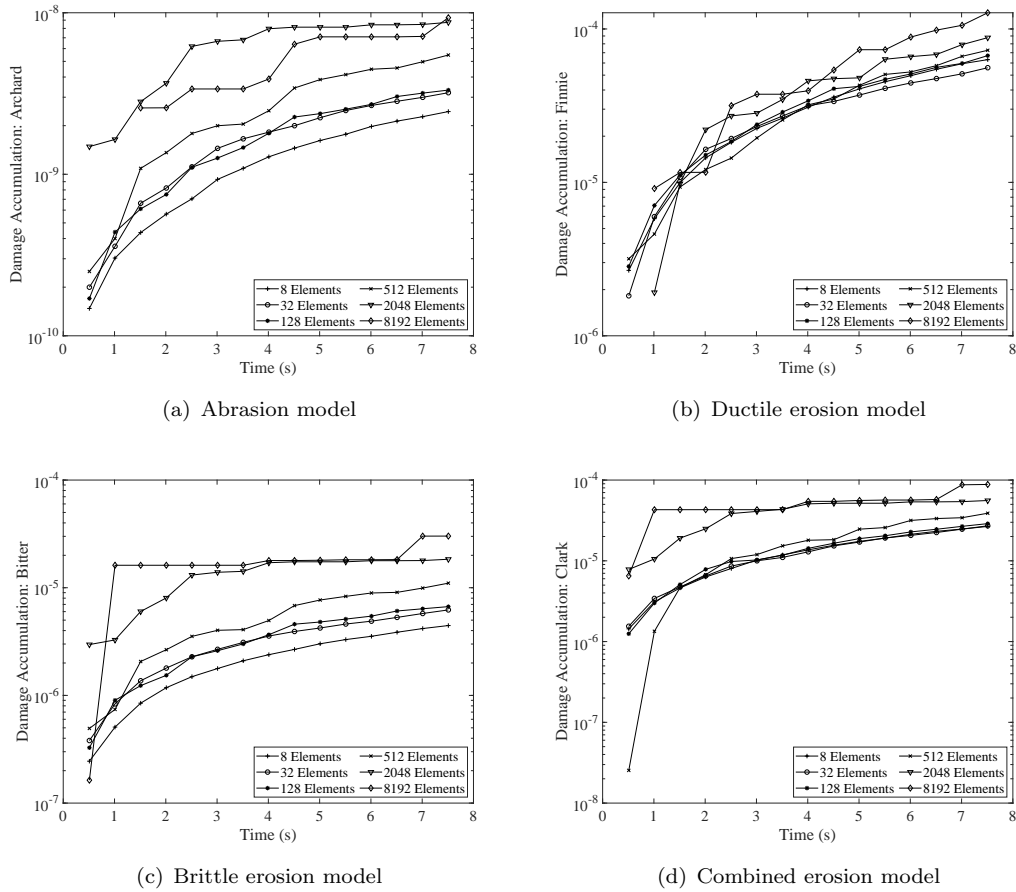 Damage Accumulation: Archard
10^-8
10^-9
10^-10
0 1 2 3 4 5 6 7 8
Time (s)
8 Elements
32 Elements
128 Elements
512 Elements
2048 Elements
8192 Elements
(a) Abrasion model
Damage Accumulation: Finnie
10^-4
10^-5
10^-6
0 1 2 3 4 5 6 7 8
Time (s)
8 Elements
32 Elements
128 Elements
512 Elements
2048 Elements
8192 Elements
(b) Ductile erosion model
Damage Accumulation: Bitter
10^-4
10^-5
10^-6
10^-7
0 1 2 3 4 5 6 7 8
Time (s)
8 Elements
32 Elements
128 Elements
512 Elements
2048 Elements
8192 Elements
(c) Brittle erosion model
Damage Accumulation: Clark
10^-4
10^-5
10^-6
10^-7
10^-8
0 1 2 3 4 5 6 7 8
Time (s)
8 Elements
32 Elements
128 Elements
512 Elements
2048 Elements
8192 Elements
(d) Combined erosion model